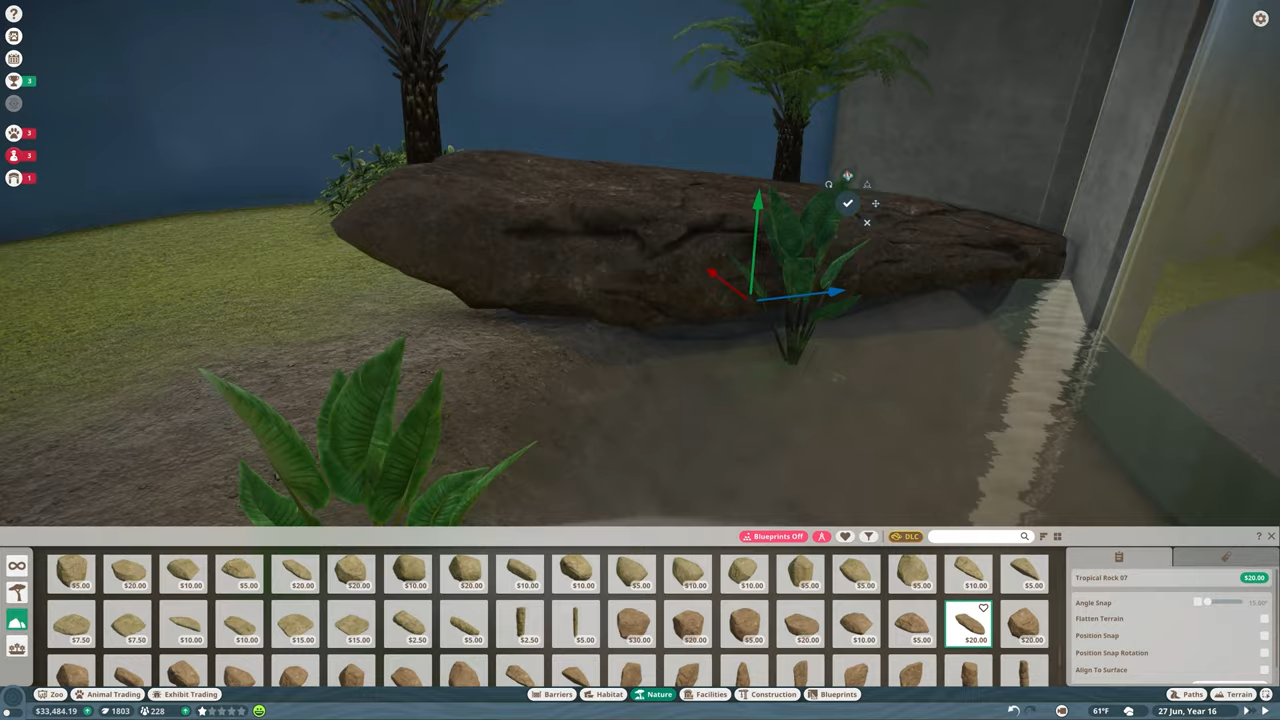 ?
3
3
3
1
Blueprints Off
DLC
?
$5.00 $20.00 $10.00 $5.00 $20.00 $20.00 $10.00 $20.00 $10.00 $10.00 $5.00 $10.00 $10.00 $5.00 $5.00 $5.00 $10.00 $5.00
$7.50 $7.50 $10.00 $10.00 $15.00 $15.00 $2.50 $5.00 $2.50 $5.00 $30.00 $20.00 $5.00 $20.00 $10.00 $5.00 $20.00 $20.00
Tropical Rock 07 $20.00
Angle Snap 15.00°
Flatten Terrain
Position Snap
Position Snap Rotation
Align To Surface
Zoo Animal Trading Exhibit Trading Barriers Habitat Nature Facilities Construction Blueprints Paths Terrain
$33,484.19 1803 228 61°F 27 Jun, Year 16